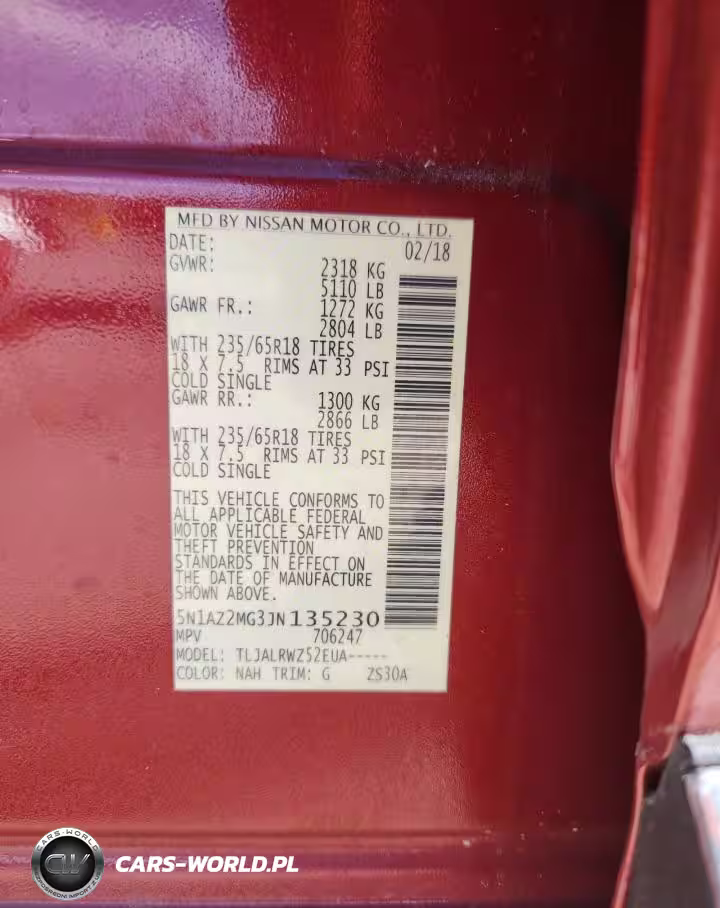 MFD BY NISSAN MOTOR CO., LTD.
DATE: 02/18
GVWR: 2318 KG
5110 LB
GAWR FR.: 1272 KG
2804 LB
WITH 235/65R18 TIRES
18 X 7.5 RIMS AT 33 PSI
COLD SINGLE
GAWR RR.: 1300 KG
2866 LB
WITH 235/65R18 TIRES
18 X 7.5 RIMS AT 33 PSI
COLD SINGLE
THIS VEHICLE CONFORMS TO
ALL APPLICABLE FEDERAL
MOTOR VEHICLE SAFETY AND
THEFT PREVENTION
STANDARDS IN EFFECT ON
THE DATE OF MANUFACTURE
SHOWN ABOVE.
5N1AZ2MG3JN135230
MPV 706247
MODEL: TLJALRWZ52EUA-----
COLOR: NAH TRIM: G ZS30A
CARS-WORLD
CW
CARS-WORLD.PL